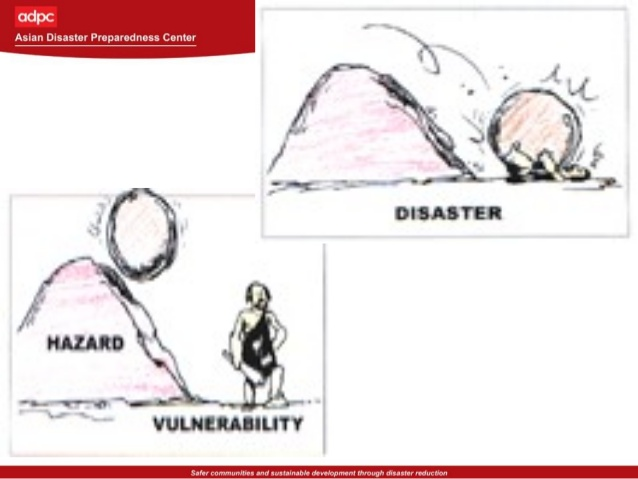 adpc
Asian Disaster Preparedness Center
DISASTER
HAZARD
VULNERABILITY
Safer communities and sustainable development through disaster reduction